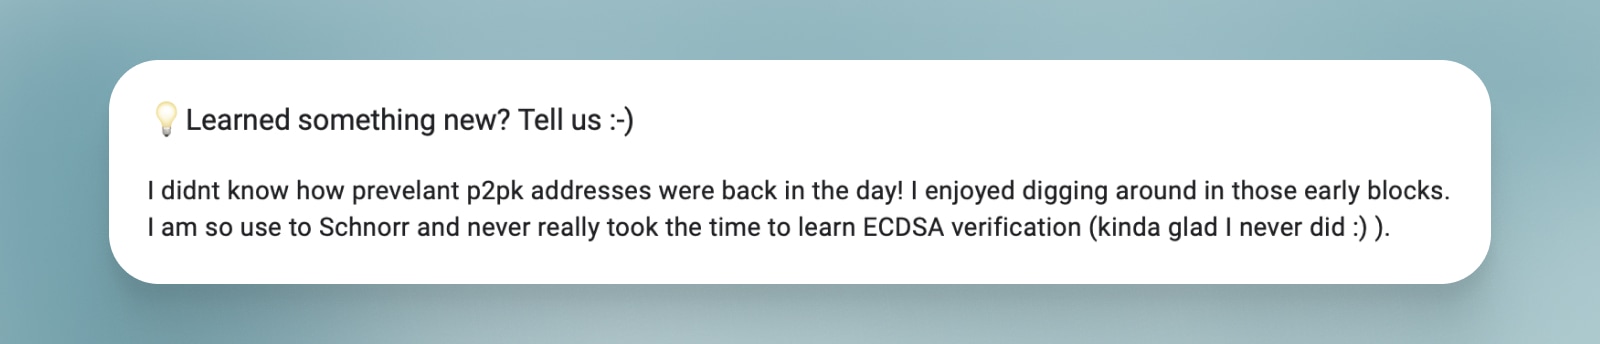 💡 Learned something new? Tell us :-)
I didnt know how prevelant p2pk addresses were back in the day! I enjoyed digging around in those early blocks.
I am so use to Schnorr and never really took the time to learn ECDSA verification (kinda glad I never did :) ).